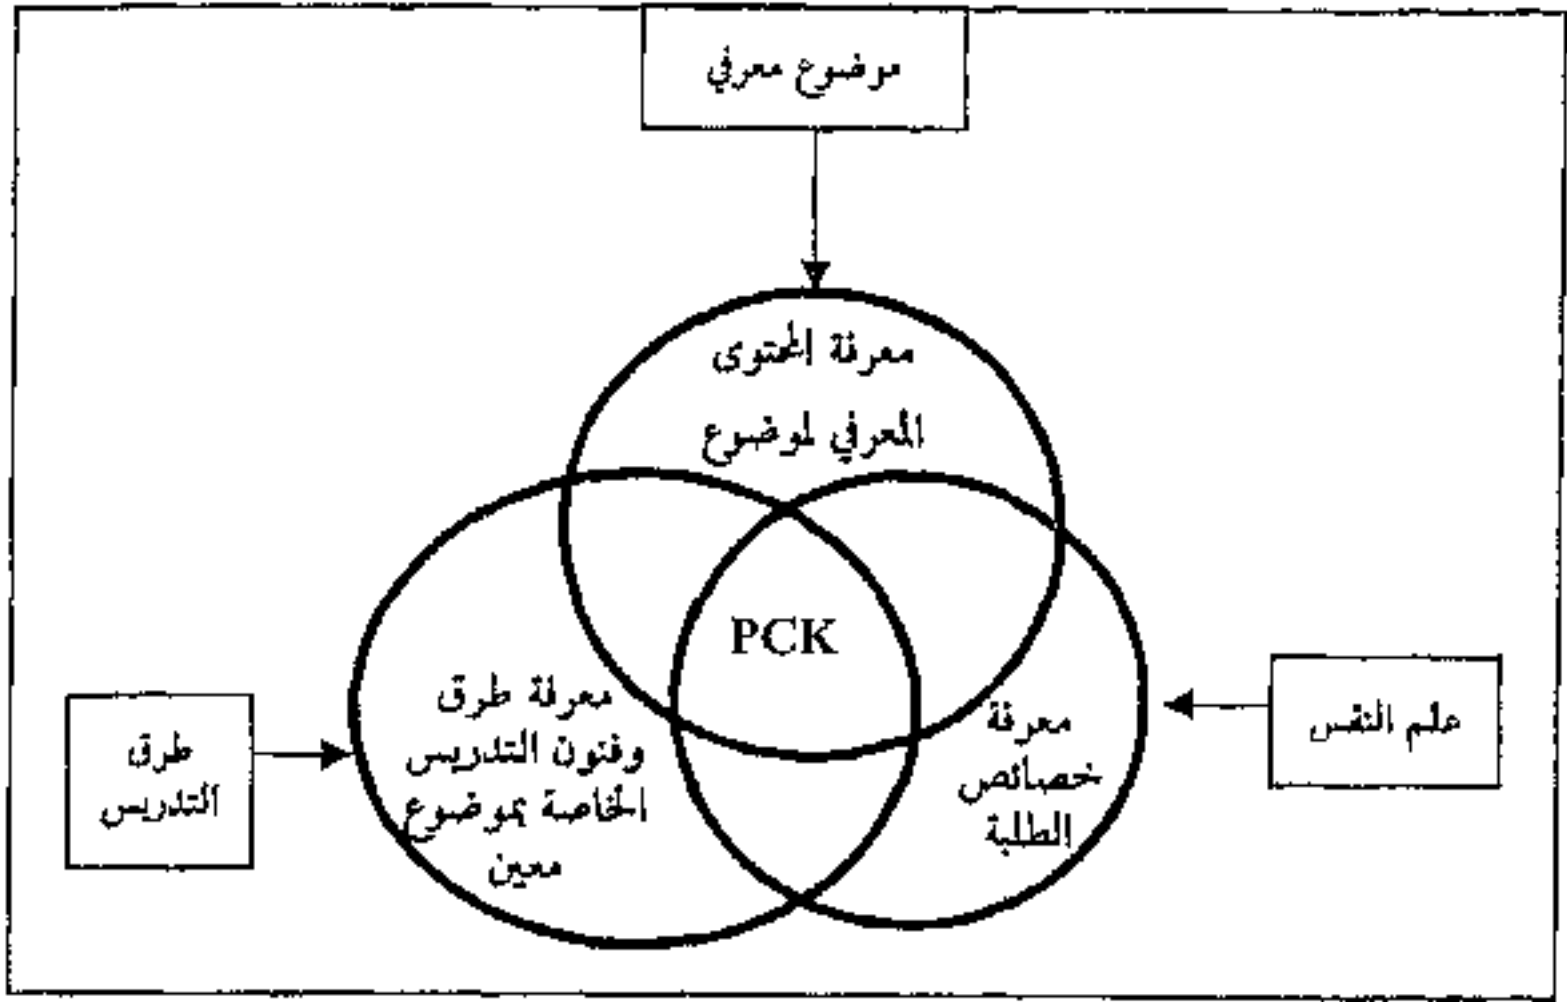 موضوع معرفي
معرفة المحتوى
المعرفي لموضوع
PCK
معرفة طرق
وفنون التدريس
الخاصة بموضوع
معين
معرفة
خصائص
الطلبة
علم النفس
طرق
التدريس